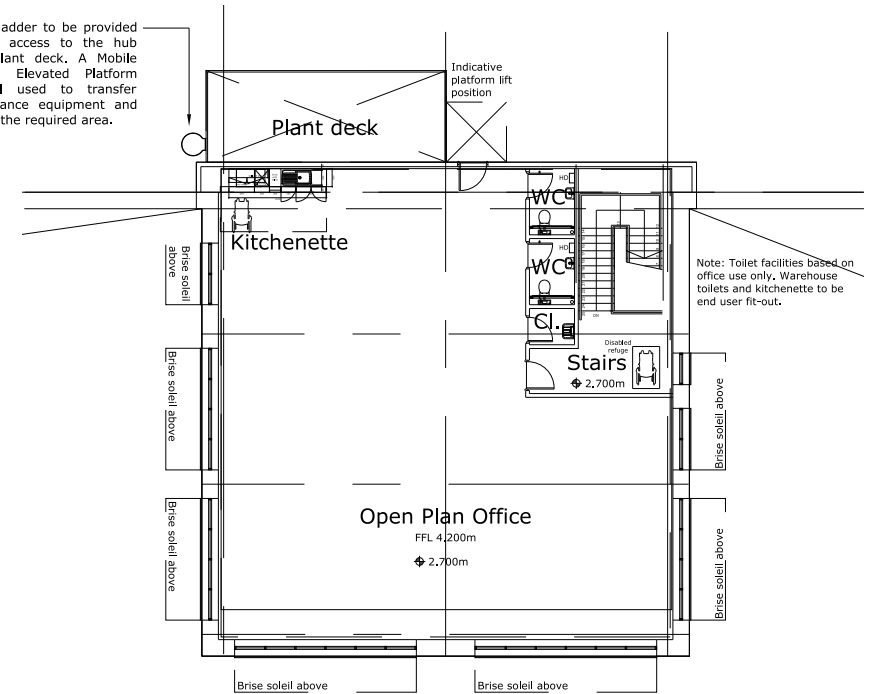 adder to be provided
access to the hub
lant deck. A Mobile
Elevated Platform
used to transfer
ance equipment and
the required area.
Indicative
platform lift
position
Plant deck
HD
WC
Kitchenette
HD
WC
Brise soleil
above
Note: Toilet facilities based on
office use only. Warehouse
toilets and kitchenette to be
end user fit-out.
Cl.
DN
Disabled
refuge
Stairs
2.700m
Brise soleil above
Brise soleil above
Open Plan Office
FFL 4.200m
2.700m
Brise soleil above
Brise soleil above
Brise soleil above
Brise soleil above